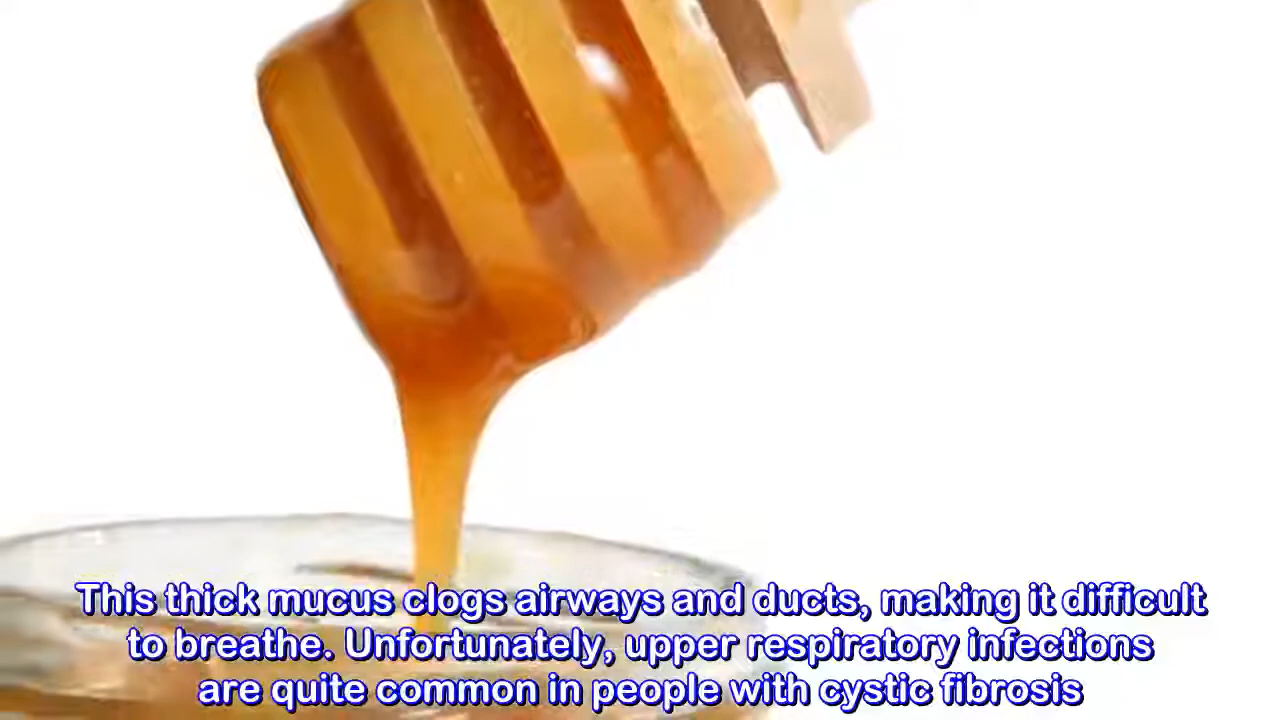 This thick mucus clogs airways and ducts, making it difficult
to breathe. Unfortunately, upper respiratory infections
are quite common in people with cystic fibrosis